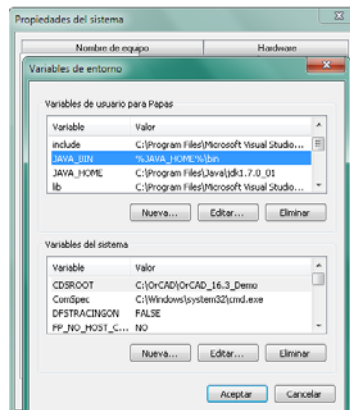 Propiedades del sistema
Nombre de equipo Hardware
Variables de entorno
Variables de usuario para Papas
Variable Valor
include C:\Program Files\Microsoft Visual Studio...
JAVA_BIN %JAVA_HOME%\bin
JAVA_HOME C:\Program Files\Java\jdk1.7.0_01
lib C:\Program Files\Microsoft Visual Studio...
Nueva... Editar... Eliminar
Variables del sistema
Variable Valor
CDSROOT C:\OrCAD\OrCAD_16.3_Demo
ComSpec C:\Windows\system32\cmd.exe
DFSTRACINGON FALSE
FP_NO_HOST_C... NO
Nueva... Editar... Eliminar
Aceptar Cancelar